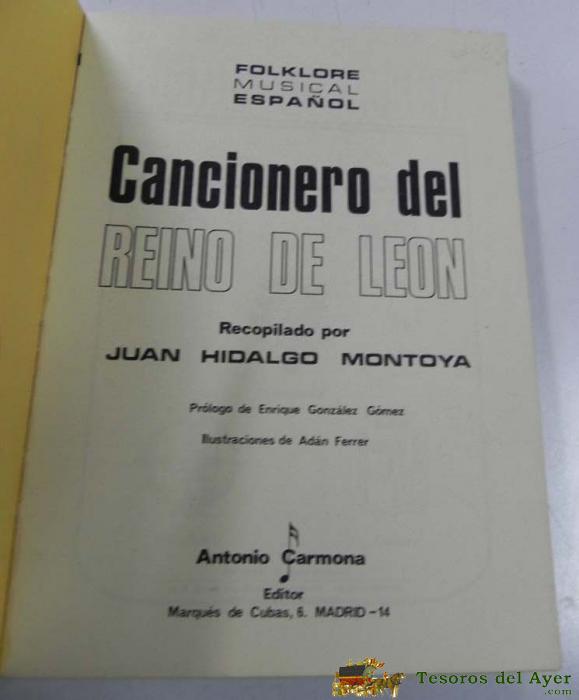 FOLKLORE
MUSICAL
ESPAÑOL
Cancionero del
REINO DE LEON
Recopilado por
JUAN HIDALGO MONTOYA
Prólogo de Enrique González Gómez
Ilustraciones de Adán Ferrer
Antonio Carmona
Editor
Marqués de Cubas, 6. MADRID-14
Tesoros del Ayer
.com